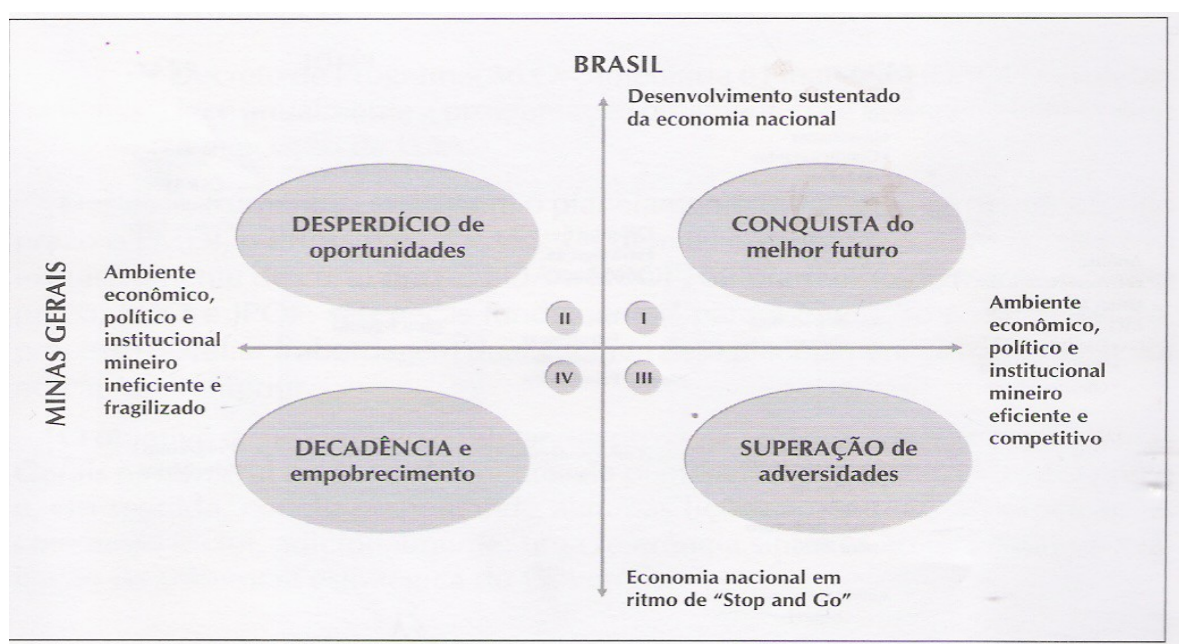 BRASIL
Desenvolvimento sustentado
da economia nacional
DESPERDÍCIO de
oportunidades
CONQUISTA do
melhor futuro
MINAS GERAIS
Ambiente
econômico,
político e
institucional
mineiro
ineficiente e
fragilizado
II
I
IV
III
Ambiente
econômico,
político e
institucional
mineiro
eficiente e
competitivo
DECADÊNCIA e
empobrecimento
SUPERAÇÃO de
adversidades
Economia nacional em
ritmo de “Stop and Go”